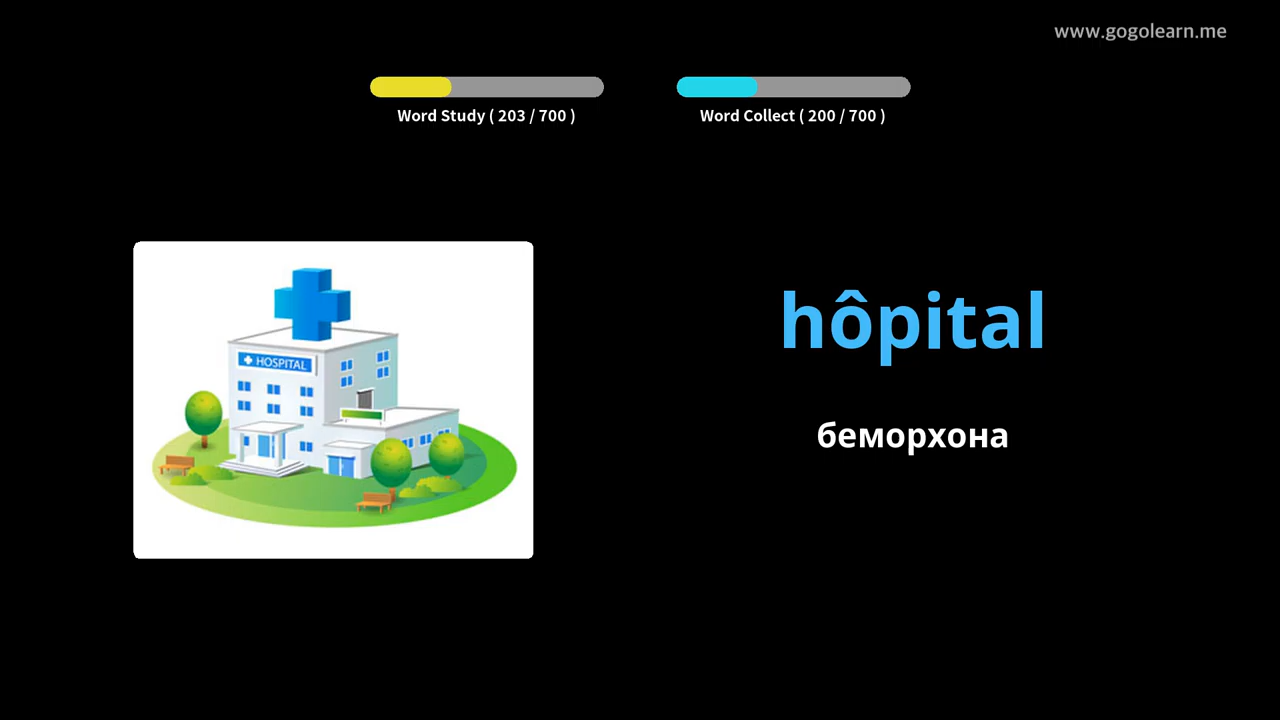 www.gogolearn.me
Word Study ( 203 / 700 )
Word Collect ( 200 / 700 )
HOSPITAL
hôpital
беморхона